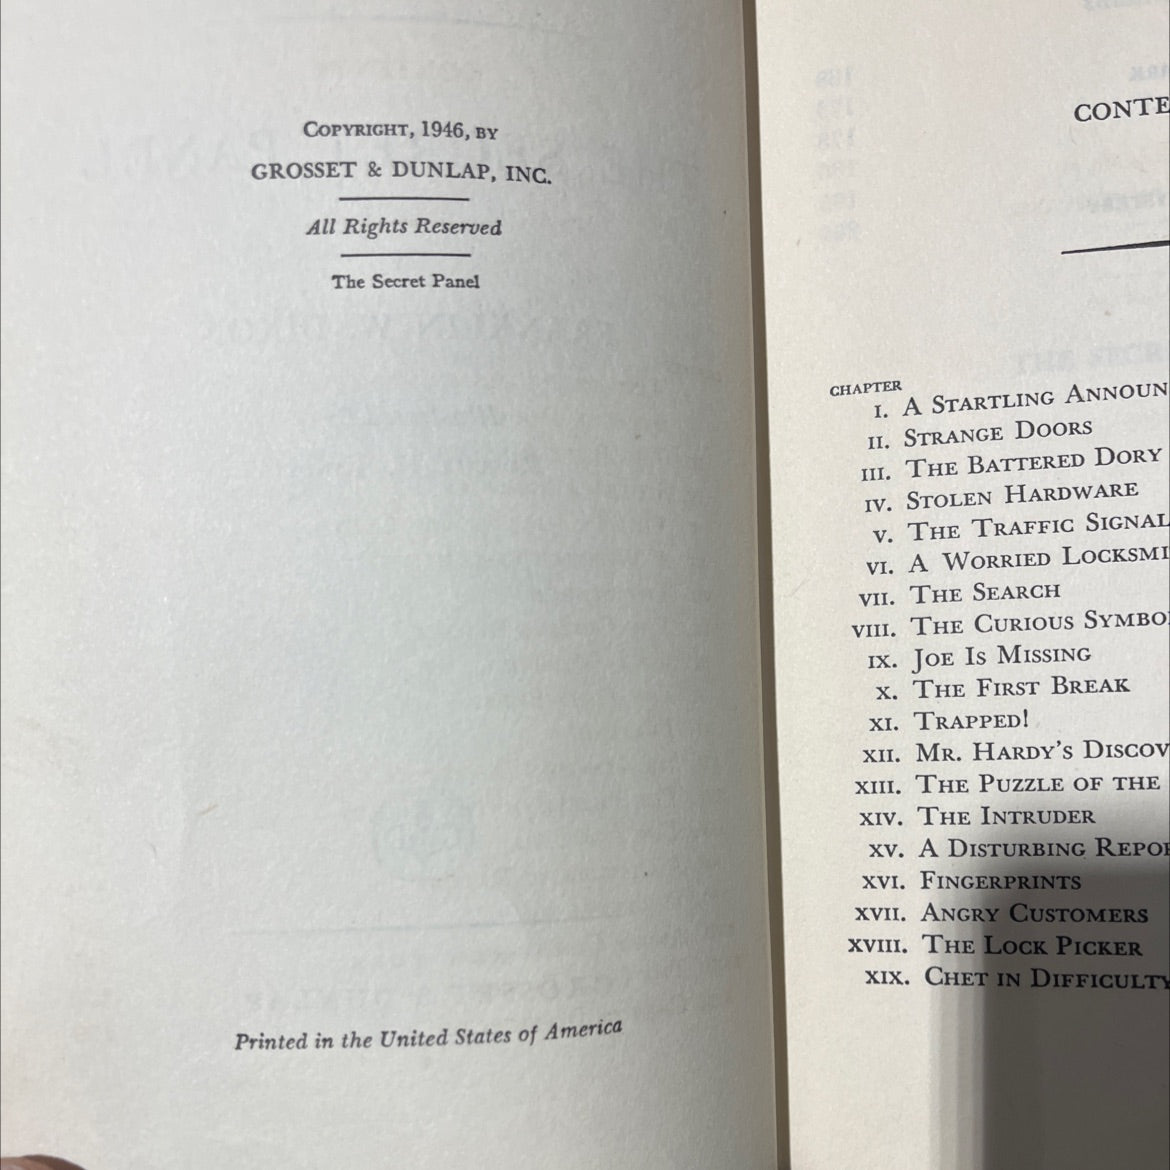 COPYRIGHT, 1946, BY
GROSSET & DUNLAP, INC.
All Rights Reserved
The Secret Panel
Printed in the United States of America
CONTE
CHAPTER
I. A STARTLING ANNOUN
II. STRANGE DOORS
III. THE BATTERED DORY
IV. STOLEN HARDWARE
V. THE TRAFFIC SIGNAL
VI. A WORRIED LOCKSMI
VII. THE SEARCH
VIII. THE CURIOUS SYMBO
IX. JOE IS MISSING
X. THE FIRST BREAK
XI. TRAPPED!
XII. MR. HARDY'S DISCOV
XIII. THE PUZZLE OF THE
XIV. THE INTRUDER
XV. A DISTURBING REPOR
XVI. FINGERPRINTS
XVII. ANGRY CUSTOMERS
XVIII. THE LOCK PICKER
XIX. CHET IN DIFFICULTY